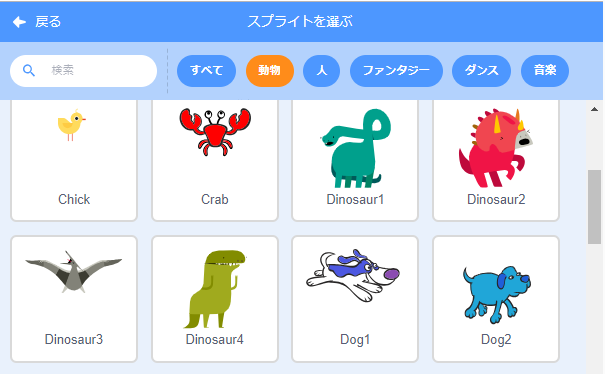 戻る
スプライトを選ぶ
検索
すべて
動物
人
ファンタジー
ダンス
音楽
Chick
Crab
Dinosaur1
Dinosaur2
Dinosaur3
Dinosaur4
Dog1
Dog2